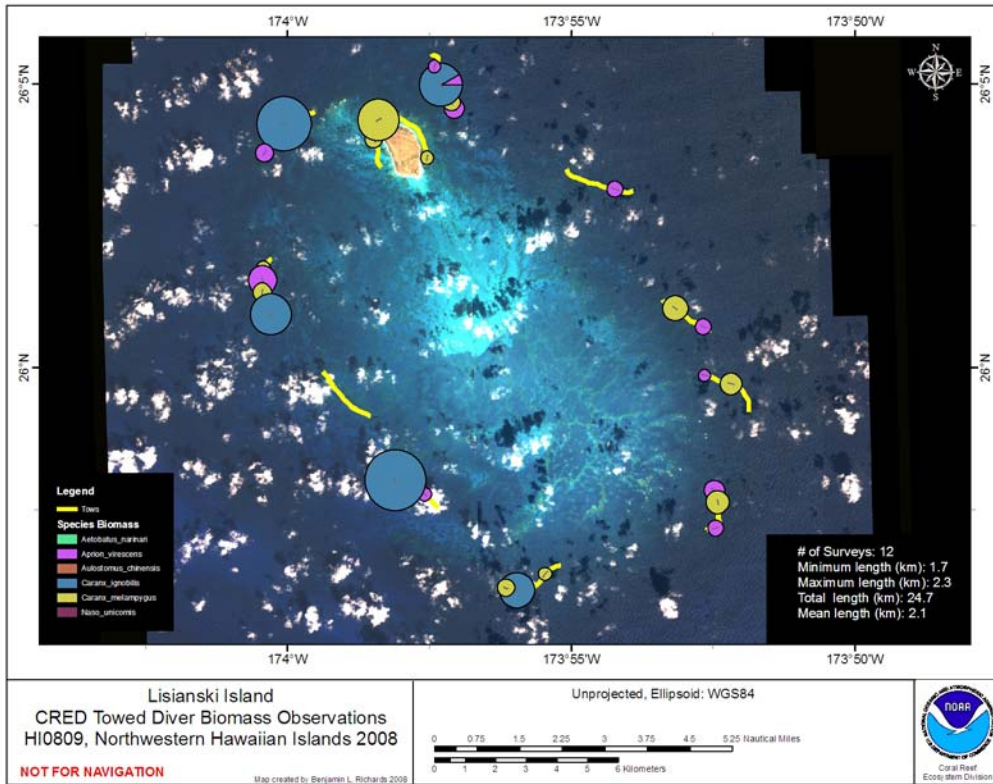 174°W 173°55'W 173°50'W
N
W E
S
26°5'N 26°5'N
26°N 26°N
Legend
Tows
Species Biomass
Aetobatus_narinari
Aprion_virescens
Aulostomus_chinensis
Caranx_ignobilis
Caranx_melampygus
Naso_unicornis
# of Surveys: 12
Minimum length (km): 1.7
Maximum length (km): 2.3
Total length (km): 24.7
Mean length (km): 2.1
174°W 173°55'W 173°50'W
Lisianski Island
CRED Towed Diver Biomass Observations
HI0809, Northwestern Hawaiian Islands 2008
NOT FOR NAVIGATION
Map created by Benjamin L. Richards 2008
Unprojected, Ellipsoid: WGS84
0 0.75 1.5 2.25 3 3.75 4.5 5.25 Nautical Miles
0 1 2 3 4 5 6 Kilometers
NOAA
Coral Reef
Ecosystem Division